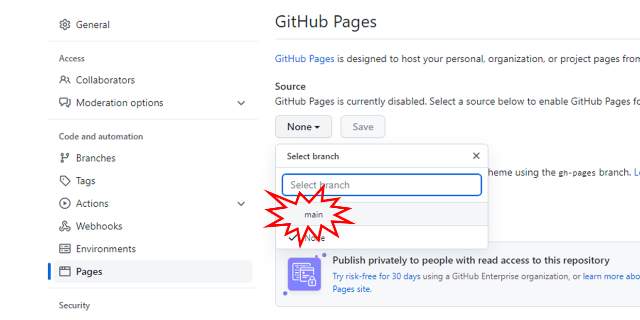 General
Access
Collaborators
Moderation options
Code and automation
Branches
Tags
Actions
Webhooks
Environments
Pages
Security
GitHub Pages
GitHub Pages is designed to host your personal, organization, or project pages from
Source
GitHub Pages is currently disabled. Select a source below to enable GitHub Pages fo
None
Save
Select branch
Select branch
main
None
heme using the gh-pages branch. Le
Publish privately to people with read access to this repository
Try risk-free for 30 days using a GitHub Enterprise organization, or learn more abo
Pages site.